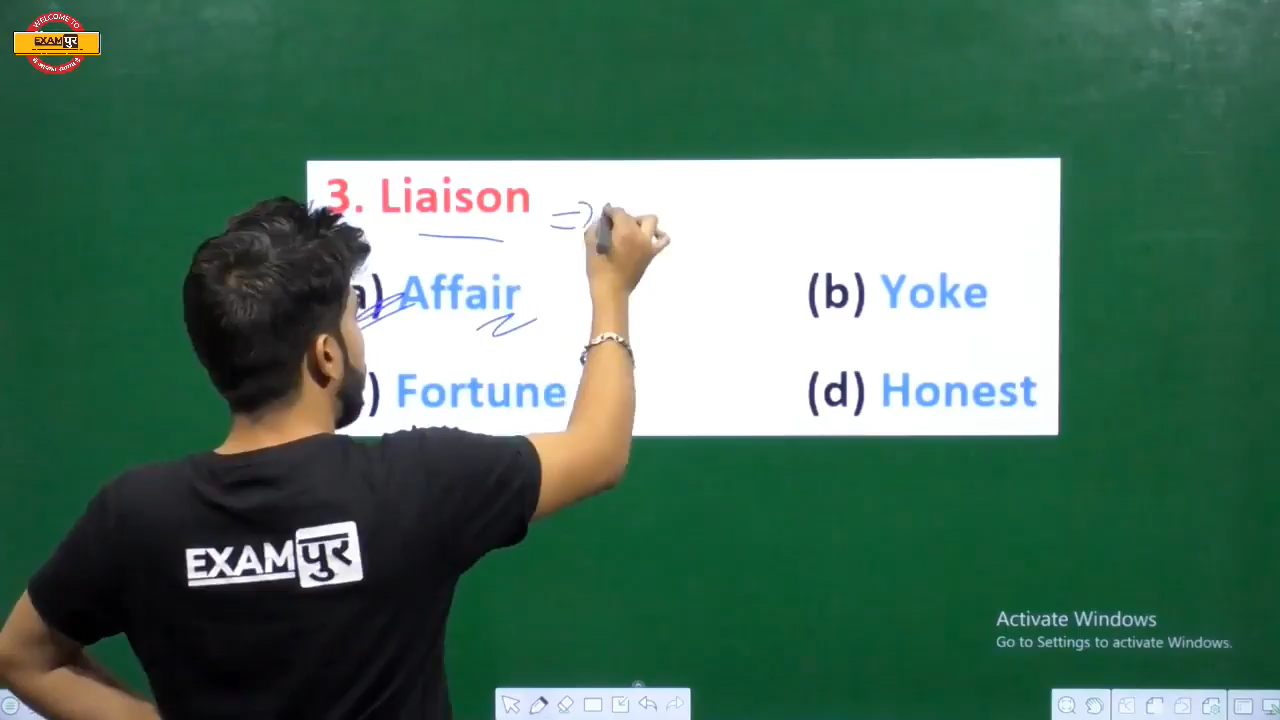 WELCOME TO
EXAMपुर
3. Liaison
a) Affair
(b) Yoke
) Fortune
(d) Honest
EXAMपुर
Activate Windows
Go to Settings to activate Windows.